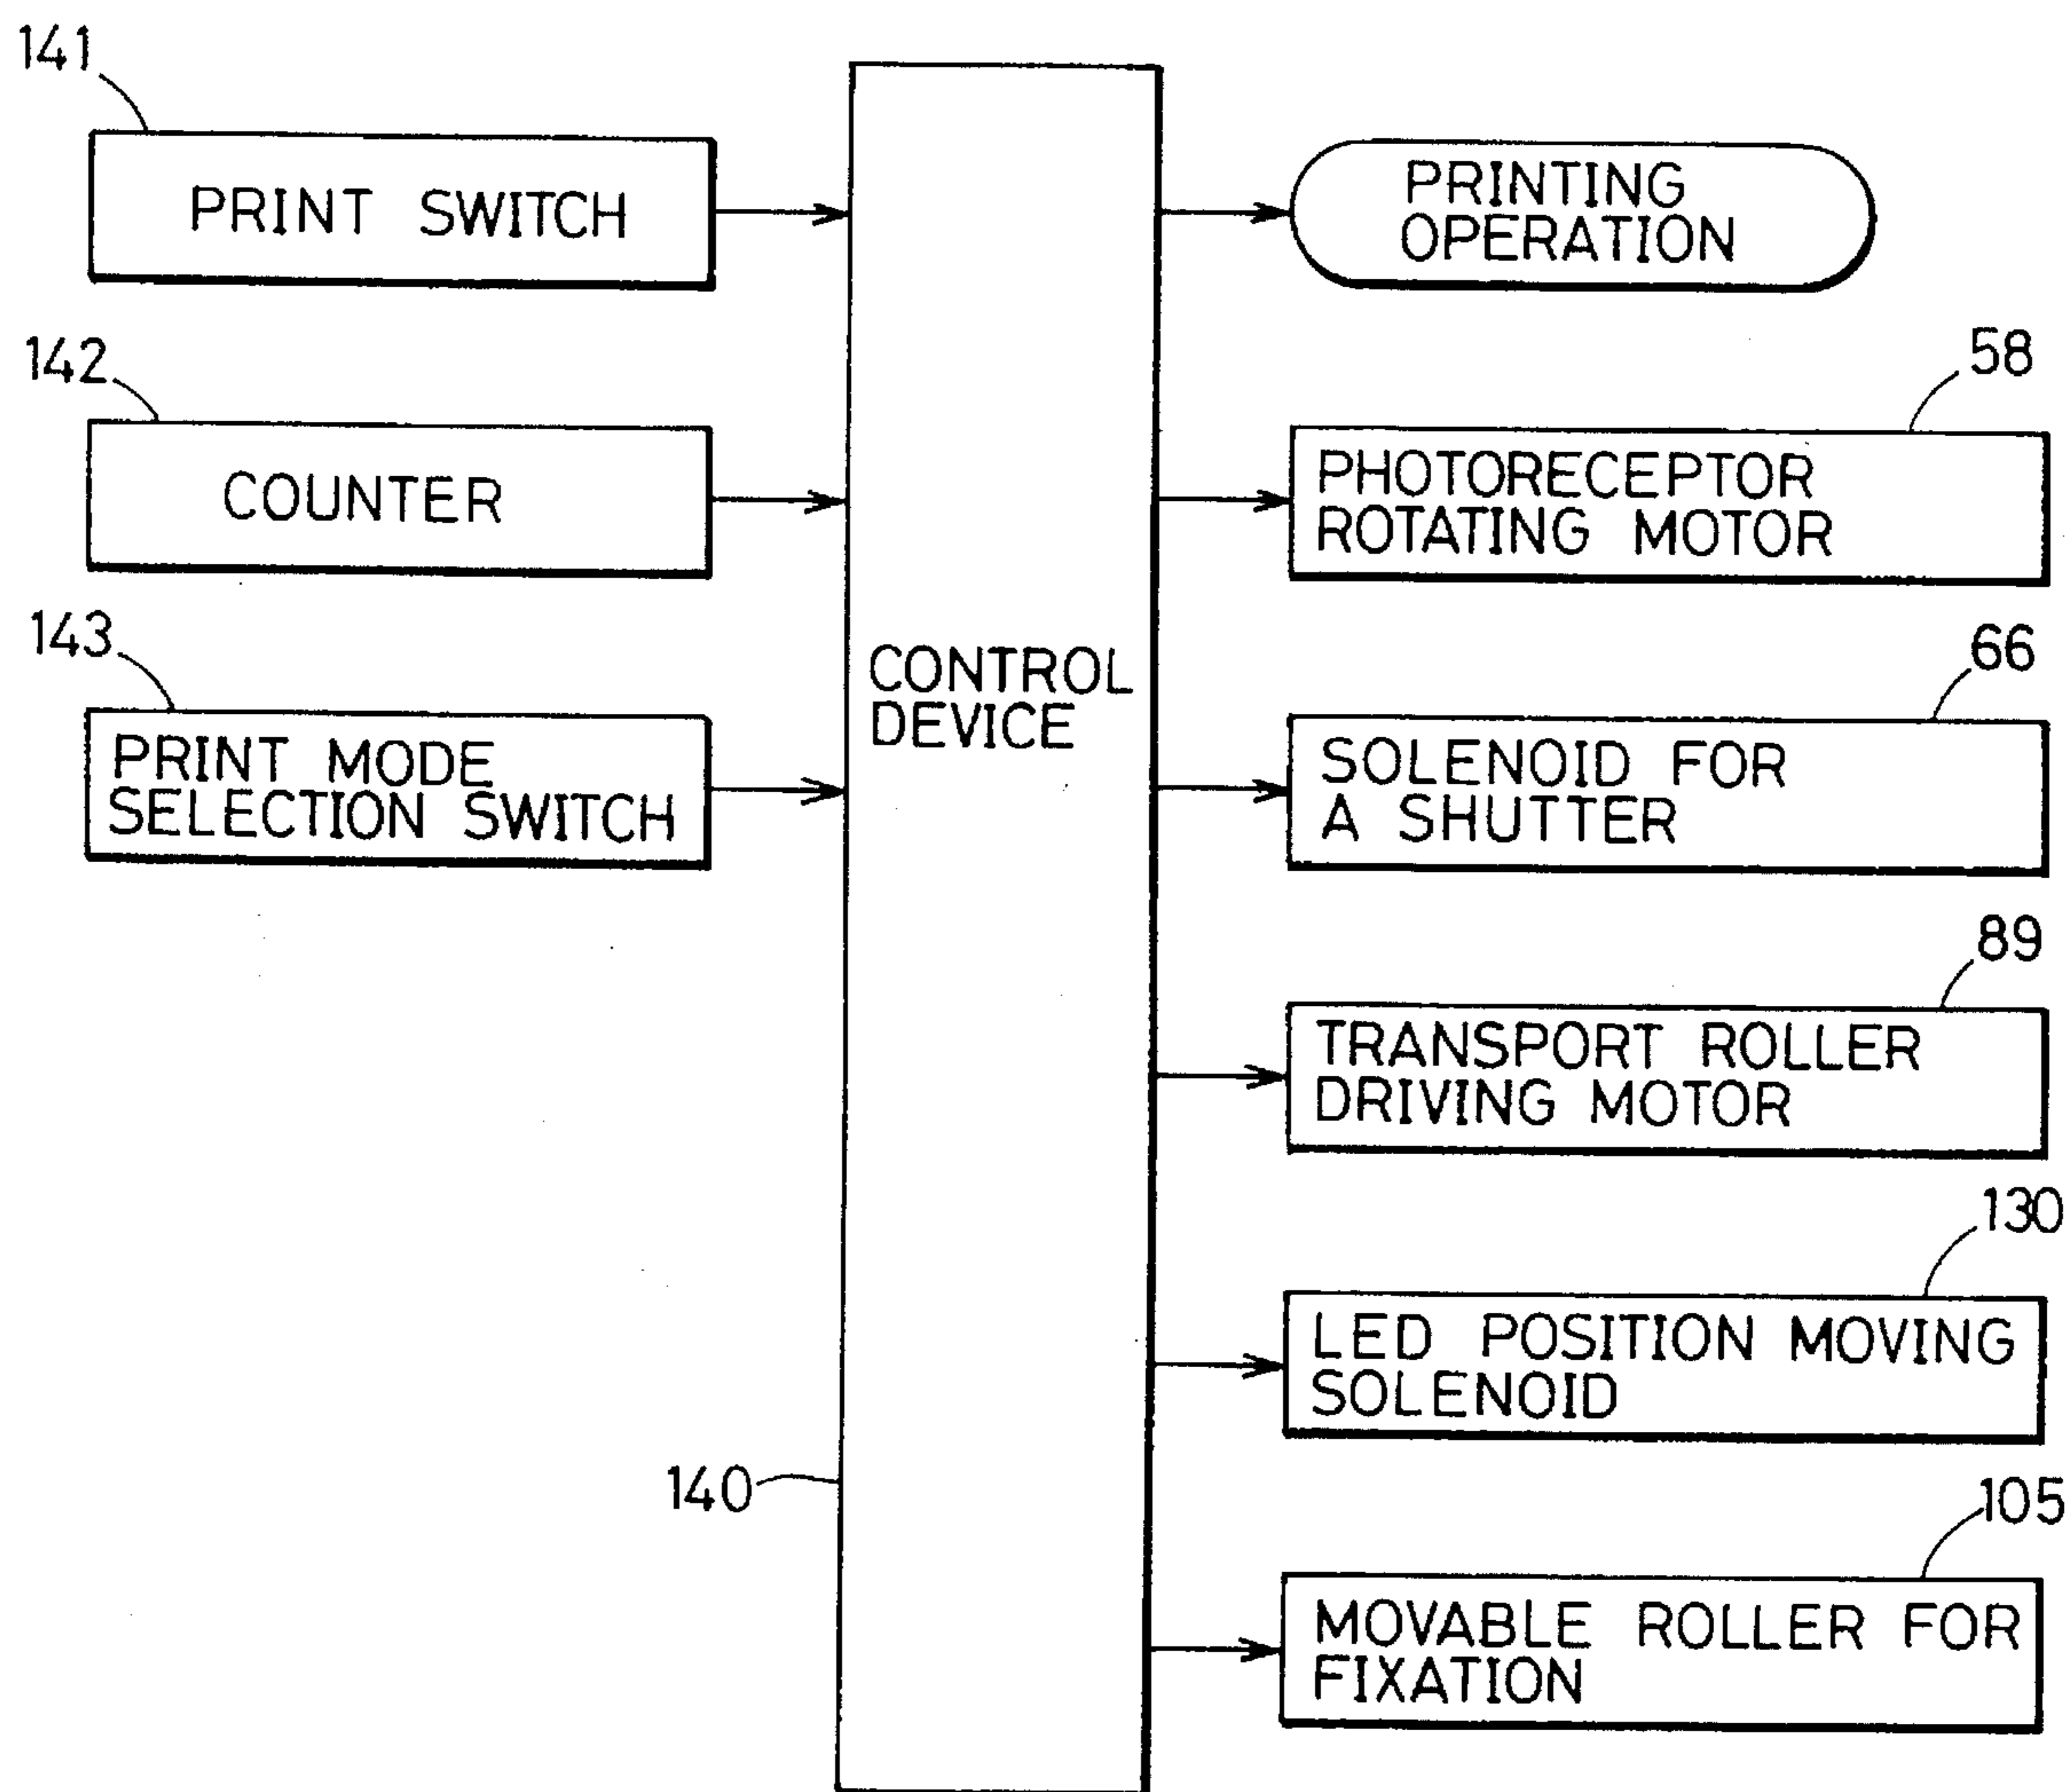 141
PRINT SWITCH
142
COUNTER
143
PRINT MODE
SELECTION SWITCH
CONTROL
DEVICE
140
PRINTING
OPERATION
58
PHOTORECEPTOR
ROTATING MOTOR
66
SOLENOID FOR
A SHUTTER
89
TRANSPORT ROLLER
DRIVING MOTOR
130
LED POSITION MOVING
SOLENOID
105
MOVABLE ROLLER FOR
FIXATION